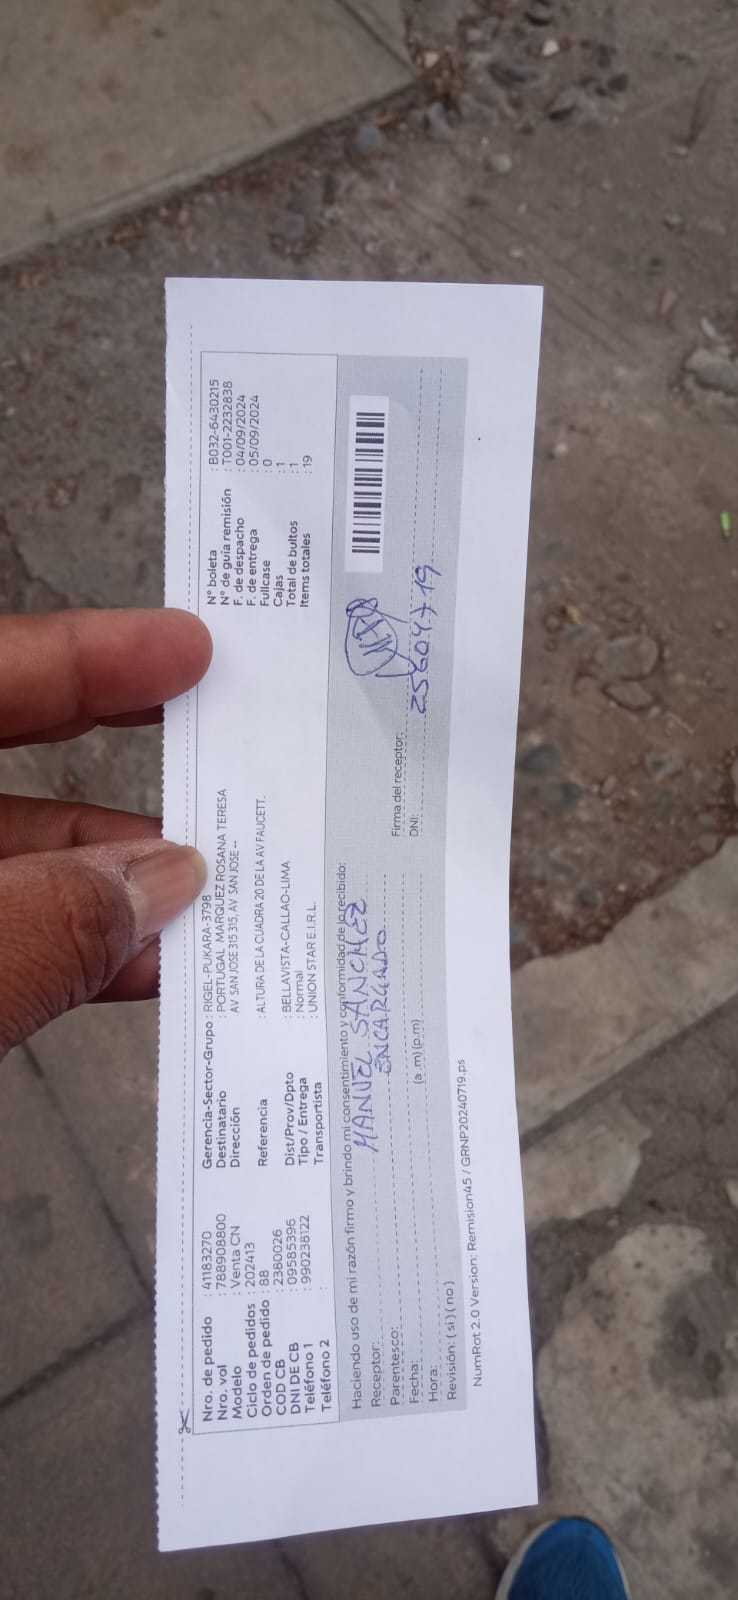 Nro. de pedido : 41183270
Nro. vol : 788908800
Modelo : Venta CN
Ciclo de pedidos : 202413
Orden de pedido : 88
COD CB : 2380026
DNI DE CB : 09585396
Teléfono 1 : 990238122
Teléfono 2 :
Gerencia-Sector-Grupo : RIGEL-PUKARA-3798
Destinatario : PORTUGAL MARQUEZ ROSANA TERESA
Dirección AV SAN JOSE 315 315, AV SAN JOSE --
Referencia : ALTURA DE LA CUADRA 20 DE LA AV FAUCETT.
Dist/Prov/Dpto : BELLAVISTA-CALLAO-LIMA
Tipo / Entrega : Normal
Transportista : UNION STAR E.I.R.L.
Nº boleta : B032-6430215
Nº de guía remisión : T001-2232838
F. de despacho : 04/09/2024
F. de entrega : 05/09/2024
Fullcase : 0
Cajas : 1
Total de bultos : 1
Items totales : 19
Haciendo uso de mi razón firmo y brindo mi consentimiento y conformidad de lo recibido:
Receptor: MANUEL SANCHEZ
Parentesco: ENCARGADO
Fecha:
Hora: (a .m) (p.m)
Revisión: ( si ) ( no )
Firma del receptor:
DNI: 25604719
NumRot 2.0 Version: Remision45 / GRNP20240719.ps